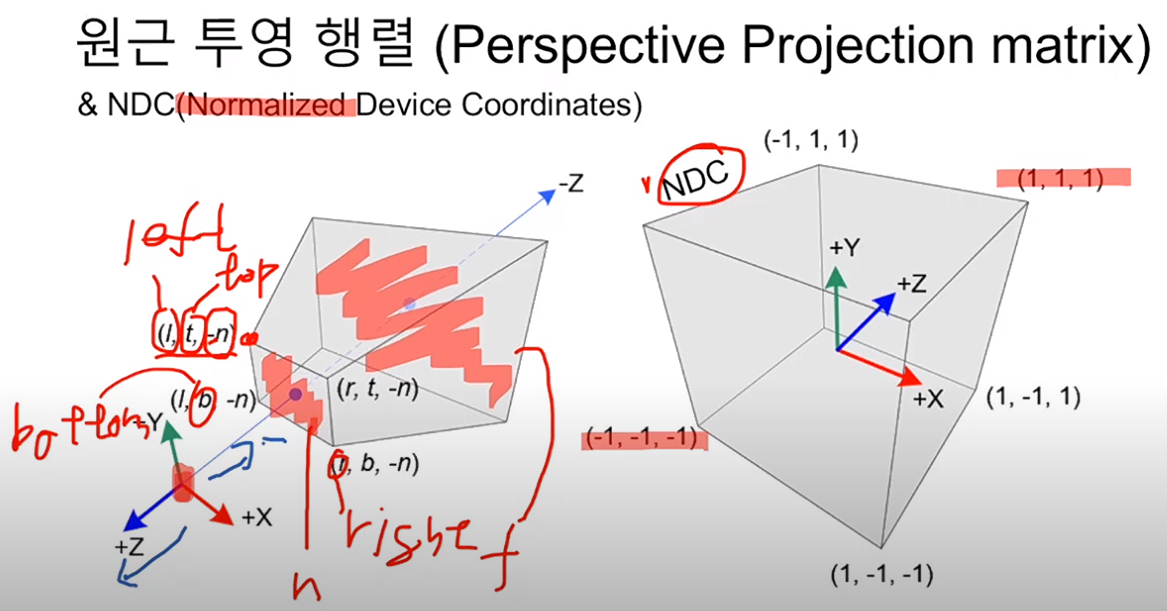 원근 투영 행렬 (Perspective Projection matrix)
& NDC(Normalized Device Coordinates)
(-1, 1, 1)
NDC
(1, 1, 1)
-Z
left
top
+Y
+Z
(l, t, -n)
(r, t, -n)
(l, b, -n)
+X
(1, -1, 1)
bottom
+Y
(-1, -1, -1)
(r, b, -n)
+X
right
f
+Z
n
(1, -1, -1)